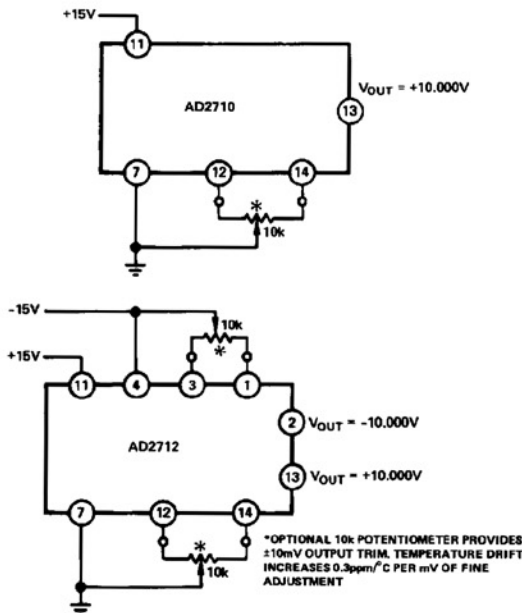 +15V
11
AD2710
VOUT = +10.000V
13
7
12
14
*
10k
-15V
10k
*
+15V
11
4
3
1
2
VOUT = -10.000V
AD2712
13
VOUT = +10.000V
7
12
14
*
10k
*OPTIONAL 10k POTENTIOMETER PROVIDES
±10mV OUTPUT TRIM. TEMPERATURE DRIFT
INCREASES 0.3ppm/°C PER mV OF FINE
ADJUSTMENT